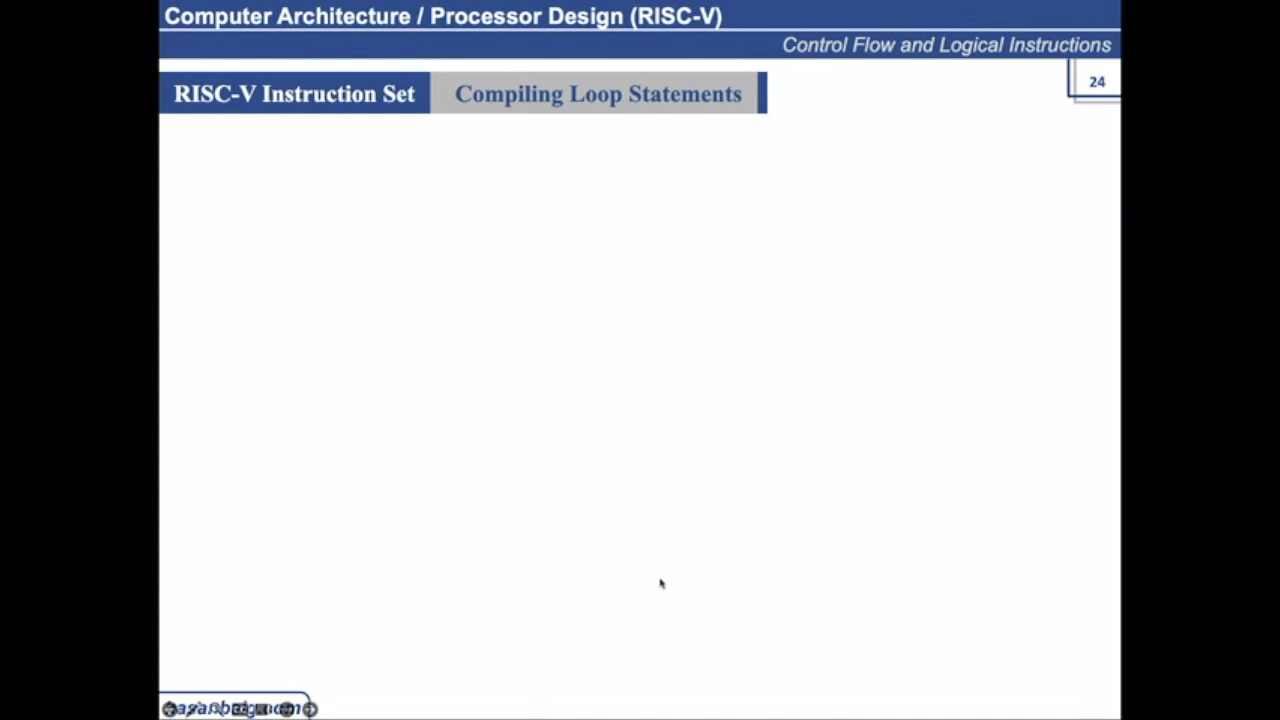 Computer Architecture / Processor Design (RISC-V)
Control Flow and Logical Instructions
RISC-V Instruction Set
Compiling Loop Statements
24